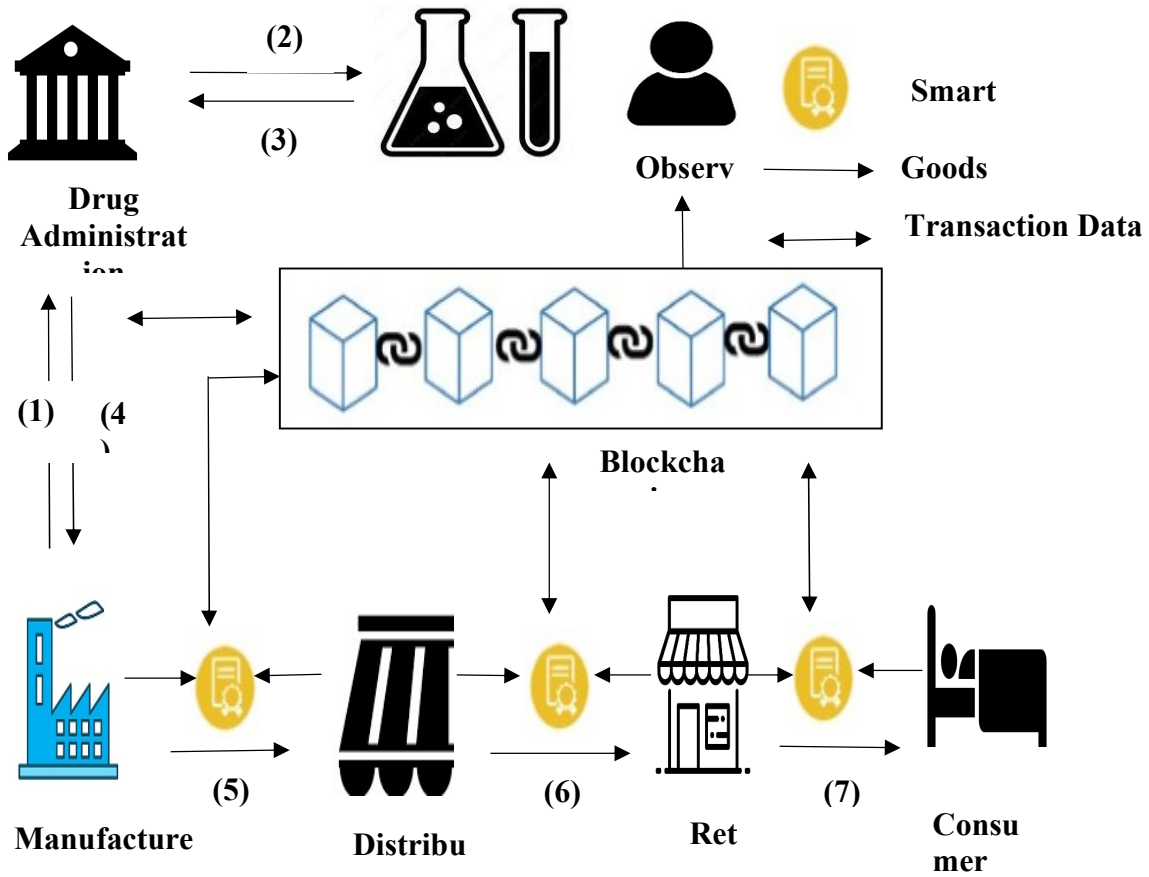 (2)
(3)
Smart
Observ
Goods
Transaction Data
Drug
Administrat
ion
(1)
(4
)
Blockcha
(5)
(6)
(7)
Manufacture
Distribu
Ret
Consu
mer